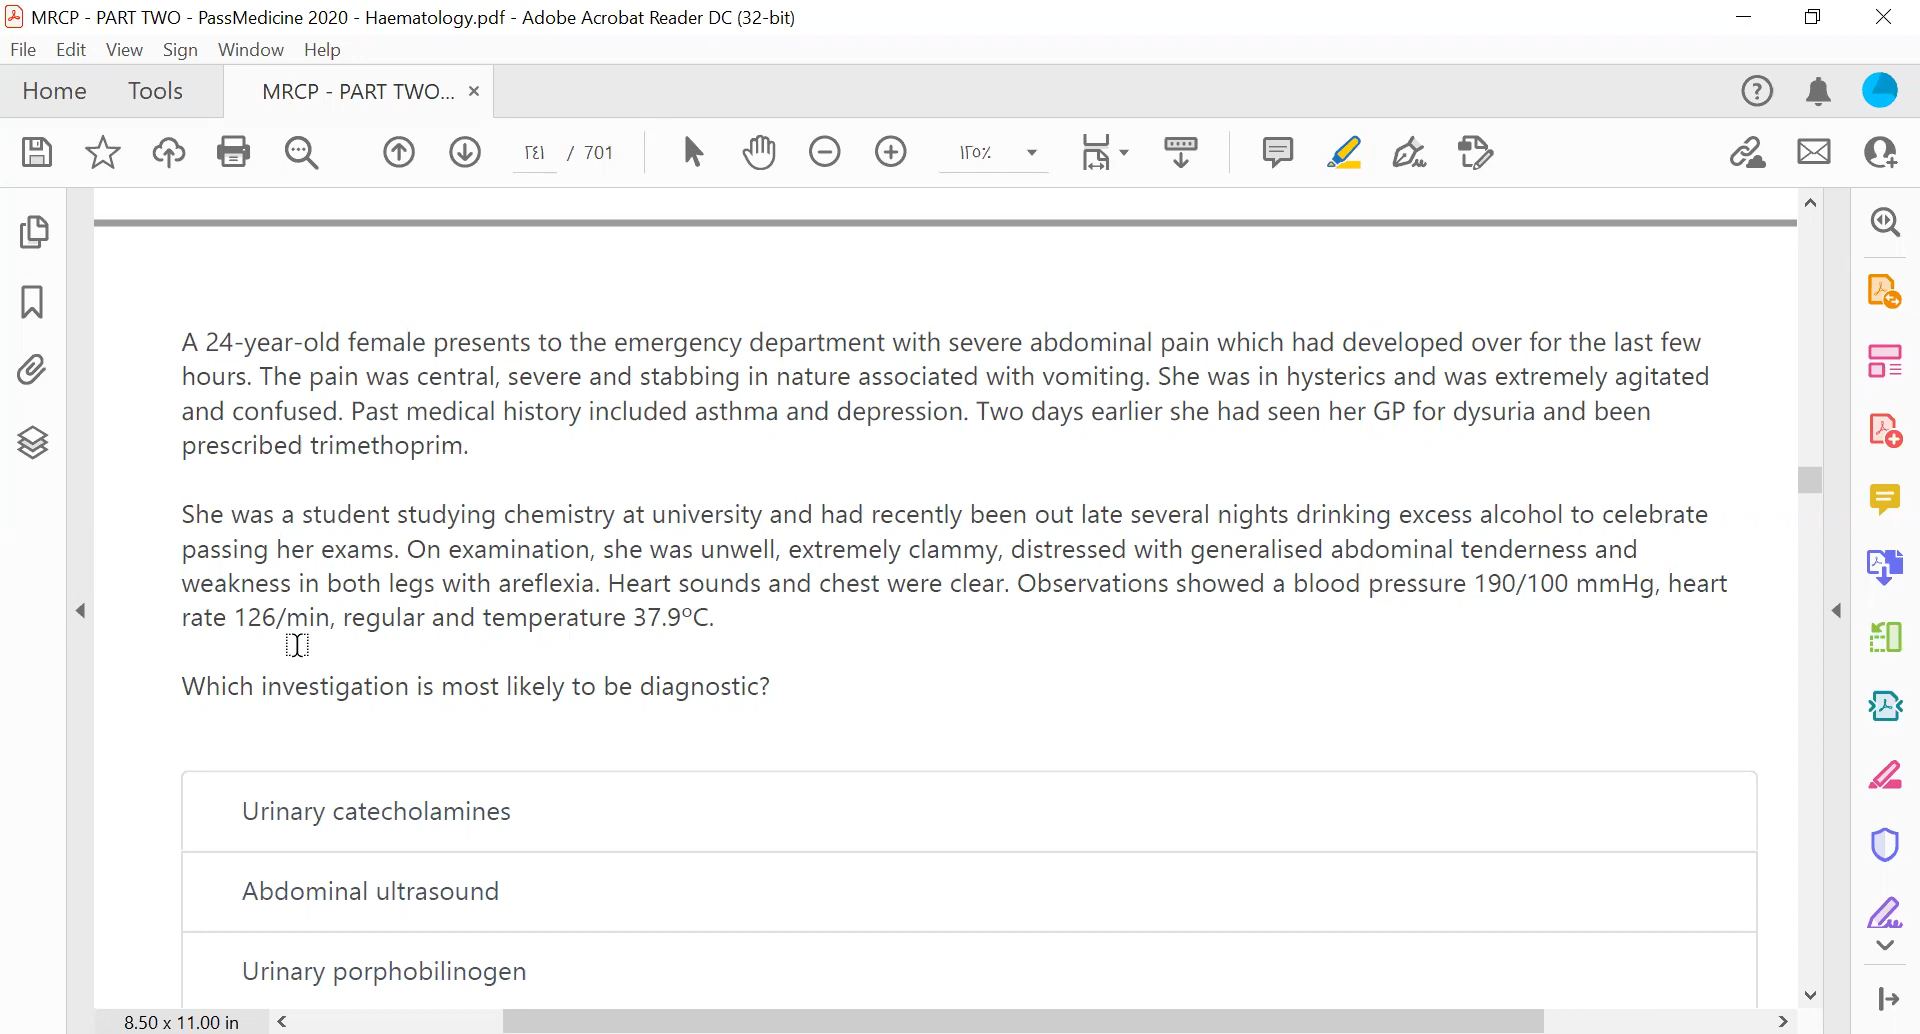 MRCP - PART TWO - PassMedicine 2020 - Haematology.pdf - Adobe Acrobat Reader DC (32-bit)
File Edit View Sign Window Help
Home Tools MRCP - PART TWO... ×
٢٤١ / 701 ١٢٥٪
A 24-year-old female presents to the emergency department with severe abdominal pain which had developed over for the last few
hours. The pain was central, severe and stabbing in nature associated with vomiting. She was in hysterics and was extremely agitated
and confused. Past medical history included asthma and depression. Two days earlier she had seen her GP for dysuria and been
prescribed trimethoprim.
She was a student studying chemistry at university and had recently been out late several nights drinking excess alcohol to celebrate
passing her exams. On examination, she was unwell, extremely clammy, distressed with generalised abdominal tenderness and
weakness in both legs with areflexia. Heart sounds and chest were clear. Observations showed a blood pressure 190/100 mmHg, heart
rate 126/min, regular and temperature 37.9ºC.
Which investigation is most likely to be diagnostic?
Urinary catecholamines
Abdominal ultrasound
Urinary porphobilinogen
8.50 x 11.00 in